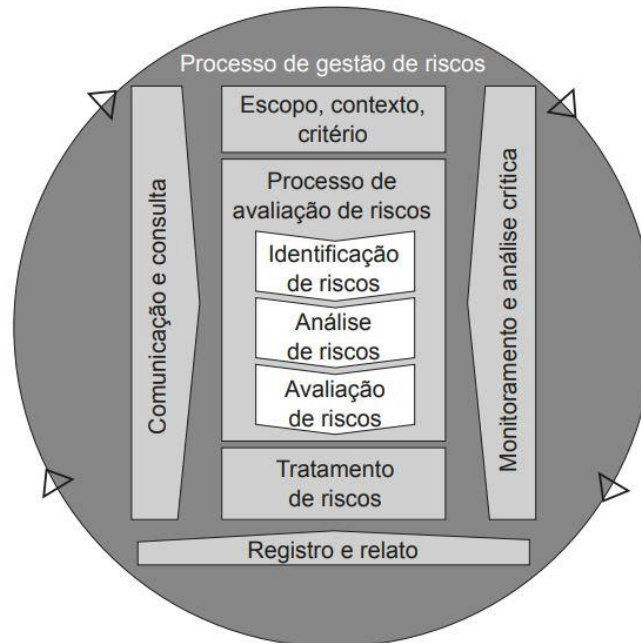 Processo de gestão de riscos
Escopo, contexto,
critério
Processo de
avaliação de riscos
Identificação
de riscos
Análise
de riscos
Avaliação
de riscos
Tratamento
de riscos
Comunicação e consulta
Monitoramento e análise crítica
Registro e relato